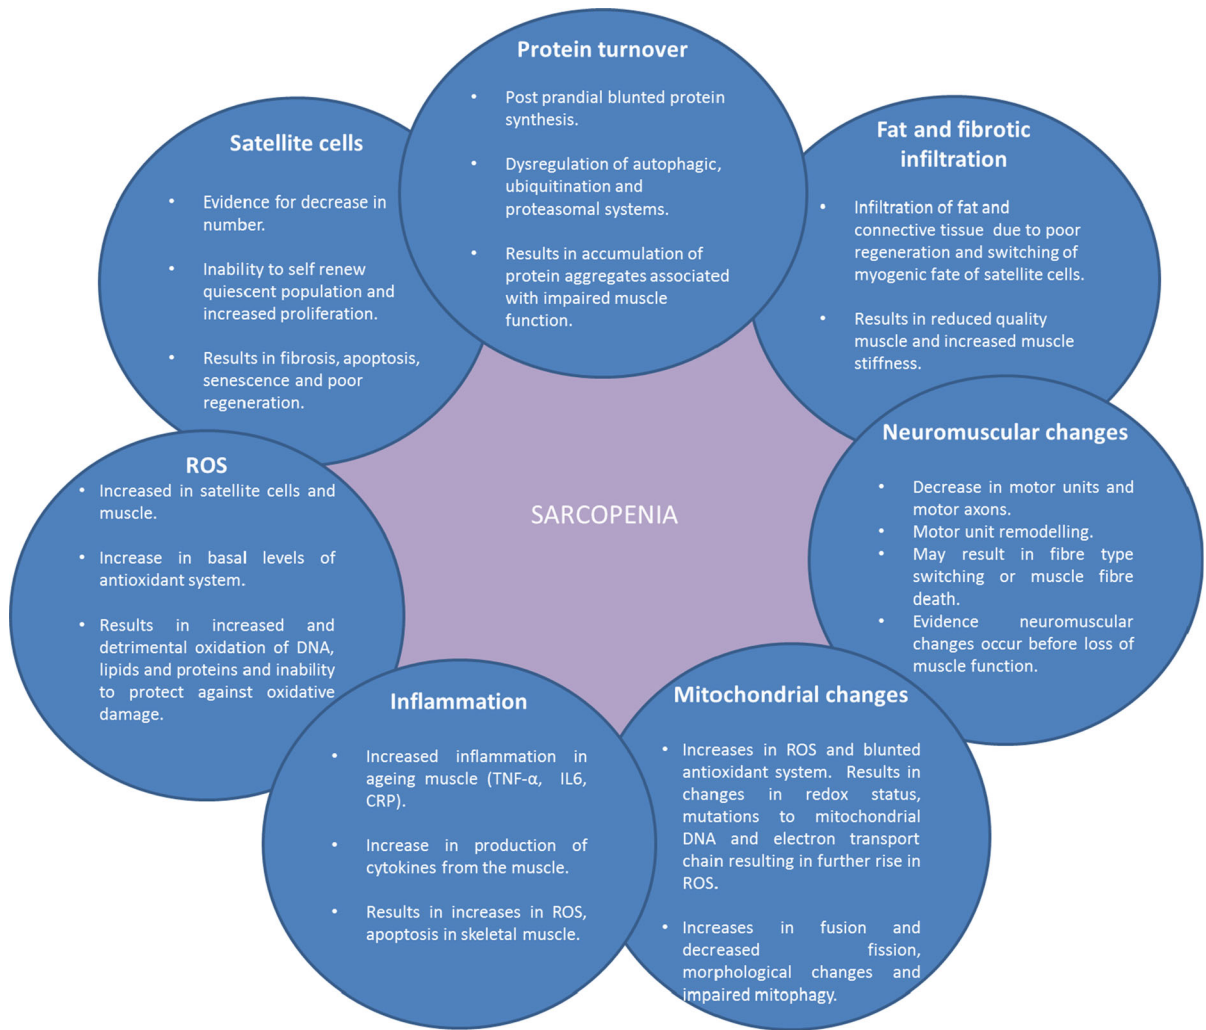 Protein turnover
• Post prandial blunted protein
synthesis.
• Dysregulation of autophagic,
ubiquitination and
proteasomal systems.
• Results in accumulation of
protein aggregates associated
with impaired muscle
function.
Satellite cells
• Evidence for decrease in
number.
• Inability to self renew
quiescent population and
increased proliferation.
• Results in fibrosis, apoptosis,
senescence and poor
regeneration.
Fat and fibrotic
infiltration
• Infiltration of fat and
connective tissue due to poor
regeneration and switching of
myogenic fate of satellite cells.
• Results in reduced quality
muscle and increased muscle
stiffness.
Neuromuscular changes
• Decrease in motor units and
motor axons.
• Motor unit remodelling.
• May result in fibre type
switching or muscle fibre
death.
• Evidence neuromuscular
changes occur before loss of
muscle function.
SARCOPENIA
ROS
• Increased in satellite cells and
muscle.
• Increase in basal levels of
antioxidant system.
• Results in increased and
detrimental oxidation of DNA,
lipids and proteins and inability
to protect against oxidative
damage.
Inflammation
• Increased inflammation in
ageing muscle (TNF-α, IL6,
CRP).
• Increase in production of
cytokines from the muscle.
• Results in increases in ROS,
apoptosis in skeletal muscle.
Mitochondrial changes
• Increases in ROS and blunted
antioxidant system. Results in
changes in redox status,
mutations to mitochondrial
DNA and electron transport
chain resulting in further rise in
ROS.
• Increases in fusion and
decreased fission,
morphological changes and
impaired mitophagy.